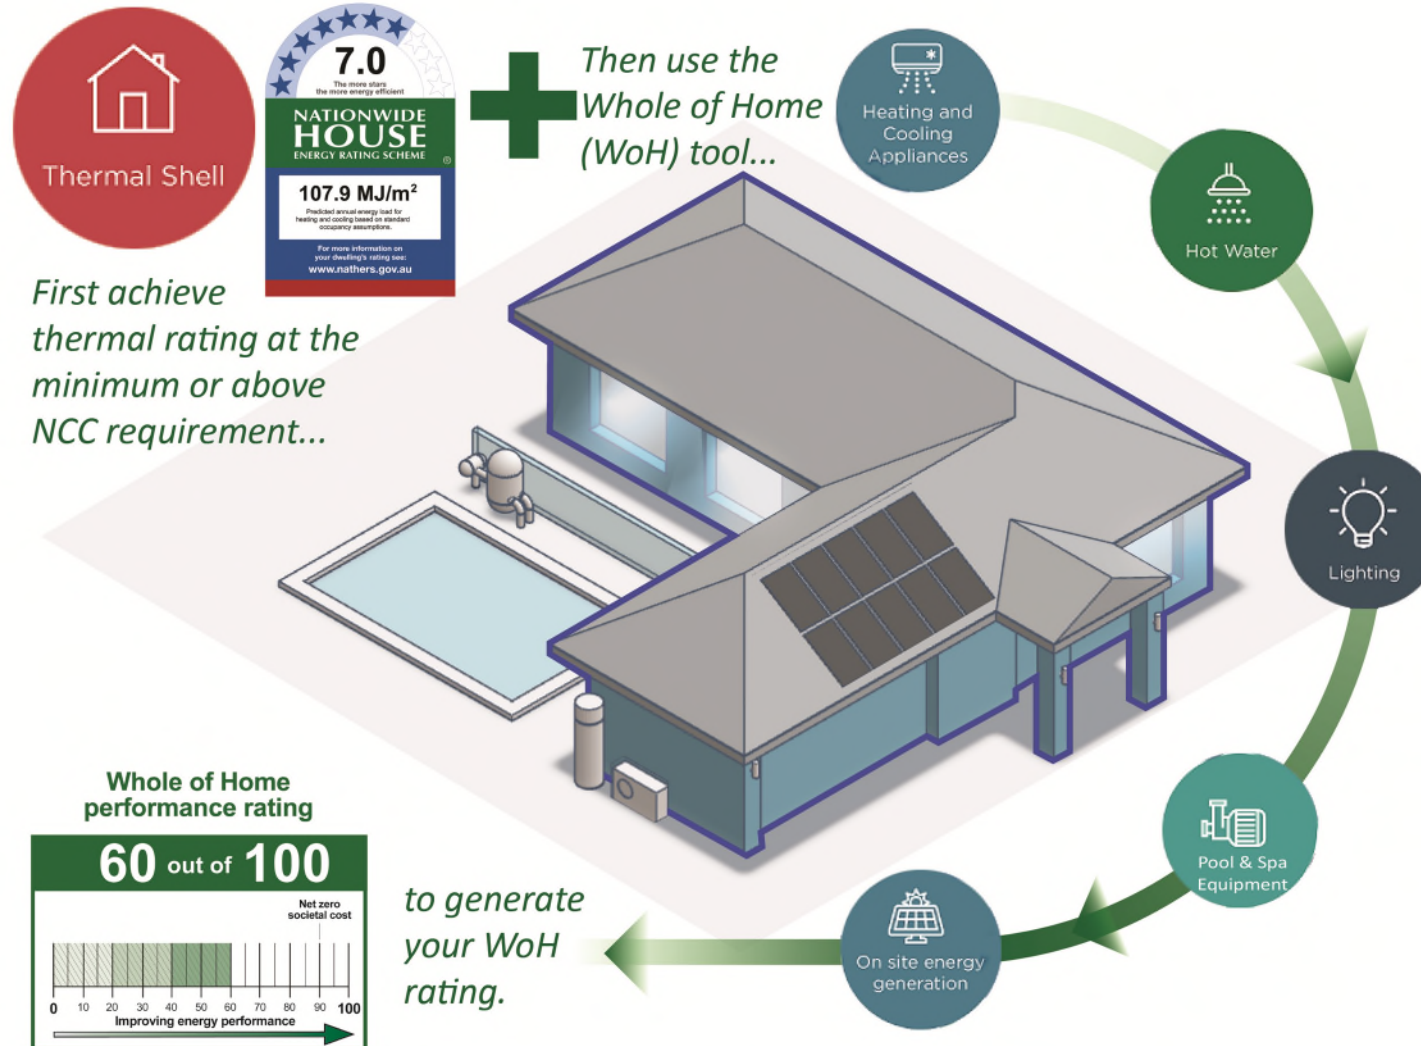 Thermal Shell
7.0
The more stars
the more energy efficient
NATIONWIDE
HOUSE
ENERGY RATING SCHEME
®
107.9 MJ/m²
Predicted annual energy load for
heating and cooling based on standard
occupancy assumptions.
For more information on
your dwelling's rating see:
www.nathers.gov.au
First achieve
thermal rating at the
minimum or above
NCC requirement...
Then use the
Whole of Home
(WoH) tool...
Heating and
Cooling
Appliances
Hot Water
Lighting
Pool & Spa
Equipment
On site energy
generation
to generate
your WoH
rating.
Whole of Home
performance rating
60 out of 100
Net zero
societal cost
0 10 20 30 40 50 60 70 80 90 100
Improving energy performance